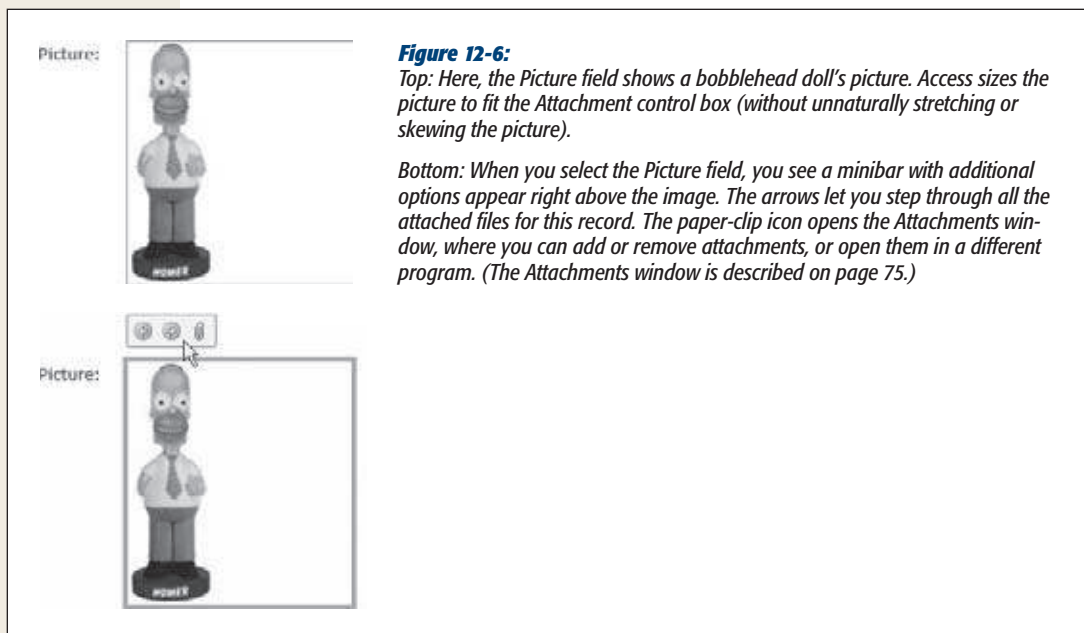 Picture:
Figure 12-6:
Top: Here, the Picture field shows a bobblehead doll's picture. Access sizes the
picture to fit the Attachment control box (without unnaturally stretching or
skewing the picture).
Bottom: When you select the Picture field, you see a minibar with additional
options appear right above the image. The arrows let you step through all the
attached files for this record. The paper-clip icon opens the Attachments win-
dow, where you can add or remove attachments, or open them in a different
program. (The Attachments window is described on page 75.)
HOMER
Picture:
HOMER